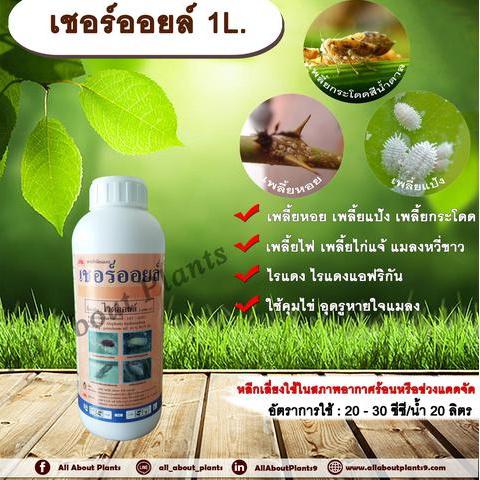 เชอร์ออยล์ 1L.
เพลี้ยกระโดดสีน้ำตาล
เพลี้ยหอย
เพลี้ยแป้ง
เพลี้ยหอย เพลี้ยแป้ง เพลี้ยกระโดด
เพลี้ยไฟ เพลี้ยไก่แจ้ แมลงหวี่ขาว
ไรแดง ไรแดงแอฟริกัน
ใช้คุมไข่ อุดรูหายใจแมลง
เชอร์ออยล์
ไวต์ออยล์
About Plants
หลีกเลี่ยงใช้ในสภาพอากาศร้อนหรือช่วงแดดจัด
อัตราการใช้ : 20 - 30 ซีซี/น้ำ 20 ลิตร
All About Plants
all_about_plants
AllAboutPlants9
www.allaboutplants9.com